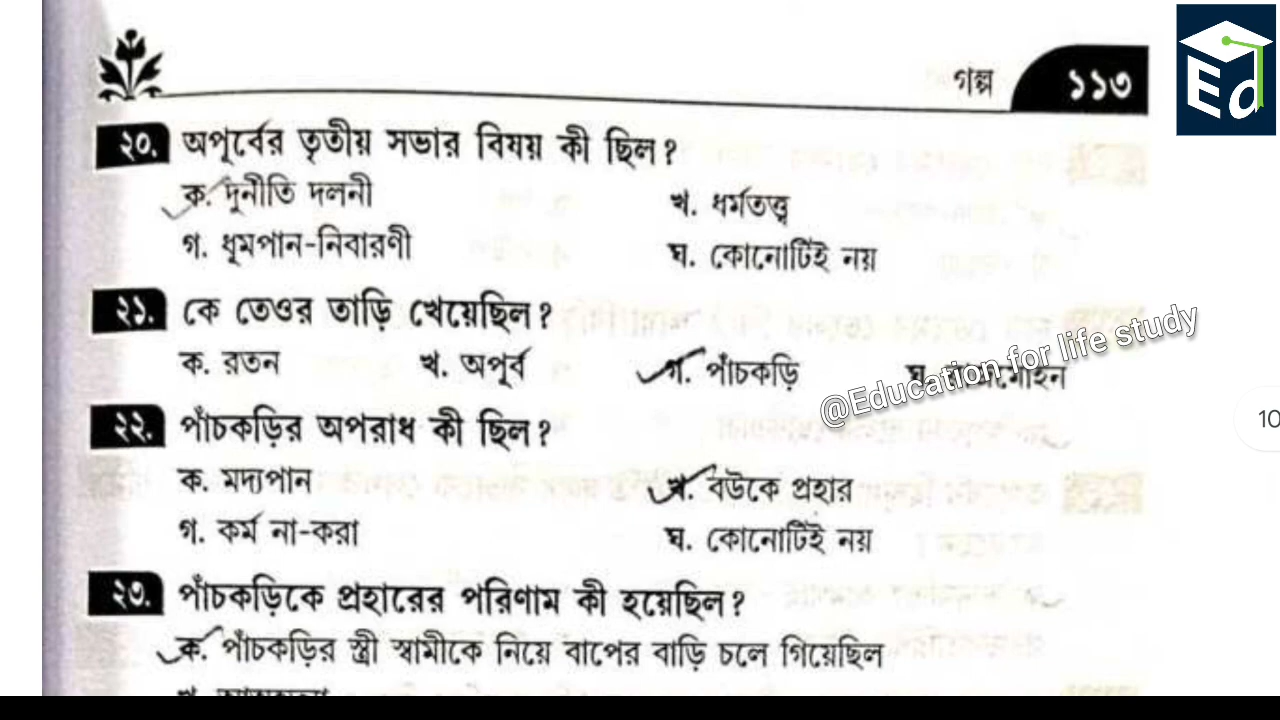 Ed
গল্প ১১৩
২০. অপূর্বের তৃতীয় সভার বিষয় কী ছিল?
ক. দুনীতি দলনী খ. ধর্মতত্ত্ব
গ. ধূমপান-নিবারণী ঘ. কোনোটিই নয়
২১. কে তেওর তাড়ি খেয়েছিল?
ক. রতন খ. অপূর্ব গ. পাঁচকড়ি ঘ.
@Education for life study
২২. পাঁচকড়ির অপরাধ কী ছিল?
10
ক. মদ্যপান খ. বউকে প্রহার
গ. কর্ম না-করা ঘ. কোনোটিই নয়
২৩. পাঁচকড়িকে প্রহারের পরিণাম কী হয়েছিল?
ক. পাঁচকড়ির স্ত্রী স্বামীকে নিয়ে বাপের বাড়ি চলে গিয়েছিল